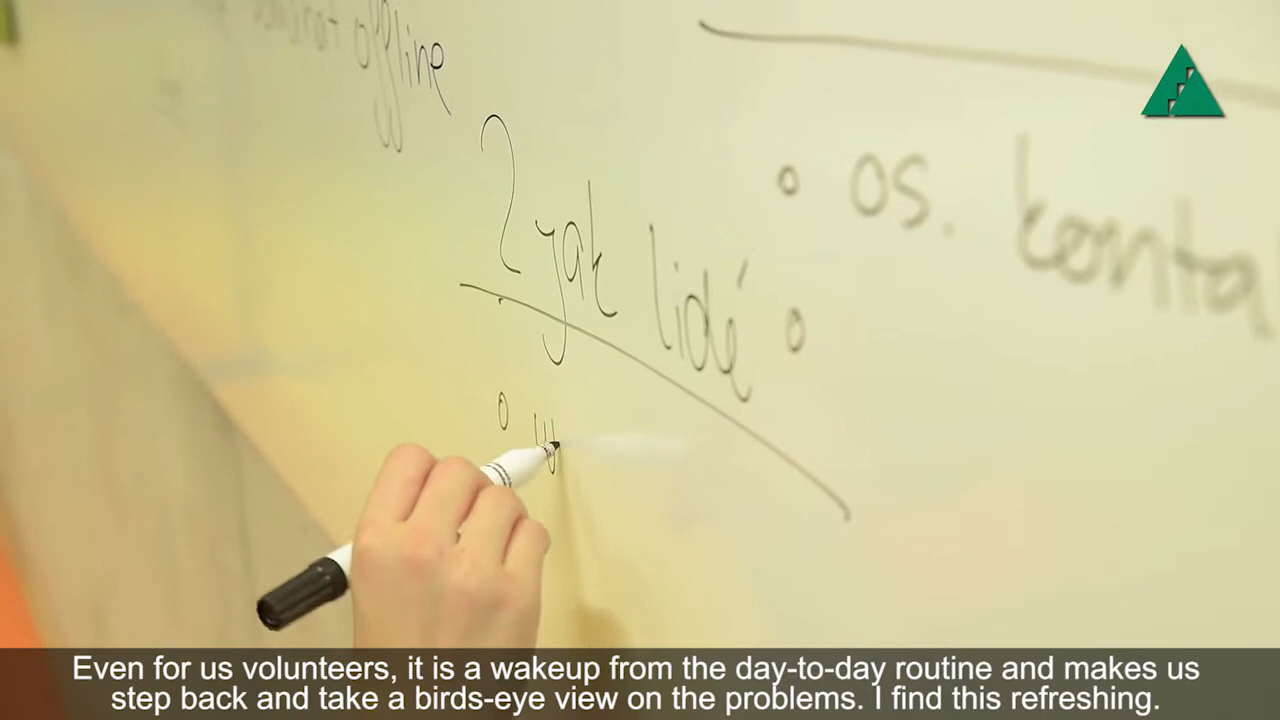 offline
2 jak lidé
os. konta
Even for us volunteers, it is a wakeup from the day-to-day routine and makes us
step back and take a birds-eye view on the problems. I find this refreshing.